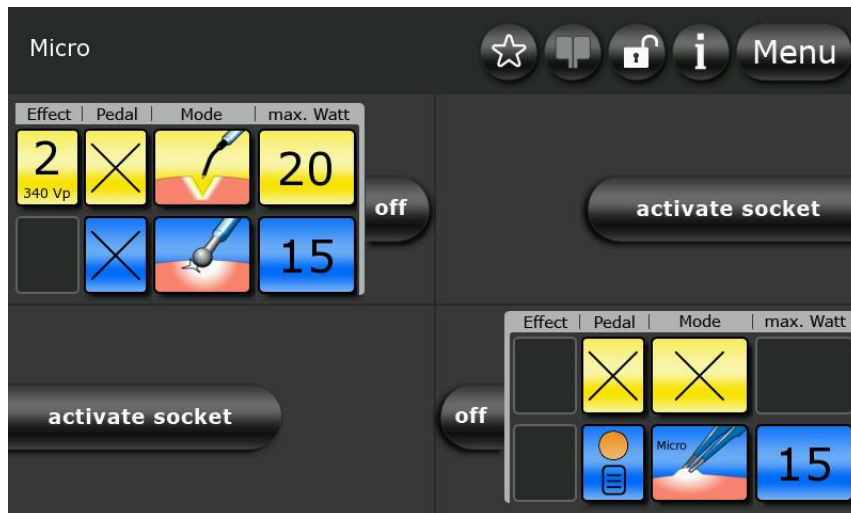 Micro
i
Menu
Effect | Pedal | Mode | max. Watt
2
340 Vp
20
off
15
activate socket
activate socket
Effect | Pedal | Mode | max. Watt
off
Micro
15